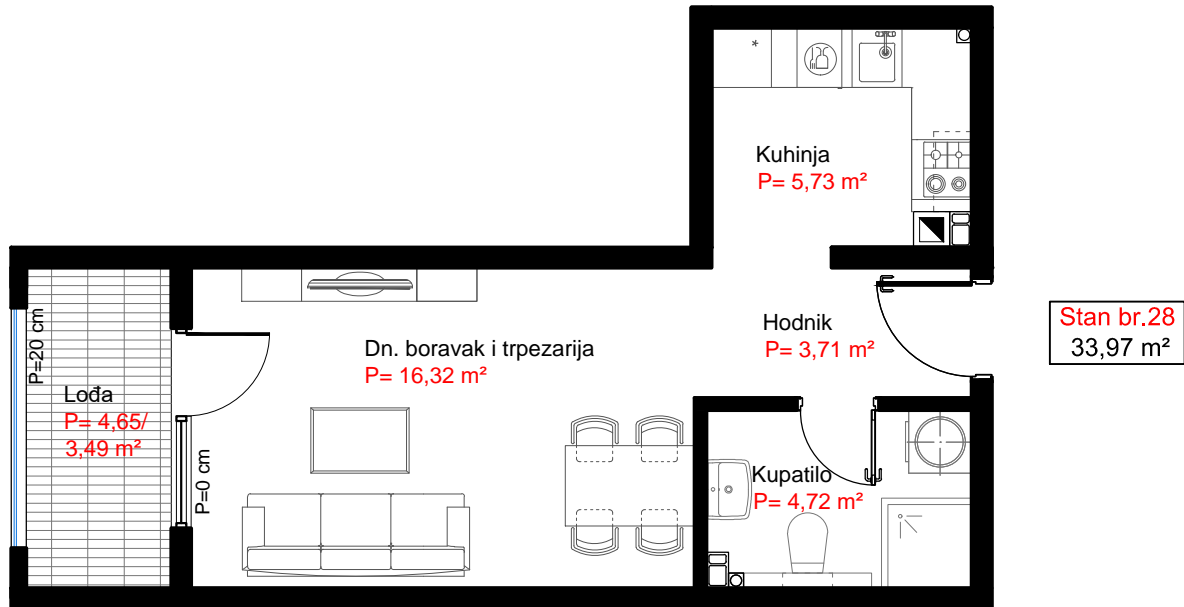 Kuhinja
P= 5,73 m²
Hodnik
P= 3,71 m²
Stan br.28
33,97 m²
Dn. boravak i trpezarija
P= 16,32 m²
P=20 cm
Lođa
P= 4,65/
3,49 m²
P=0 cm
Kupatilo
P= 4,72 m²